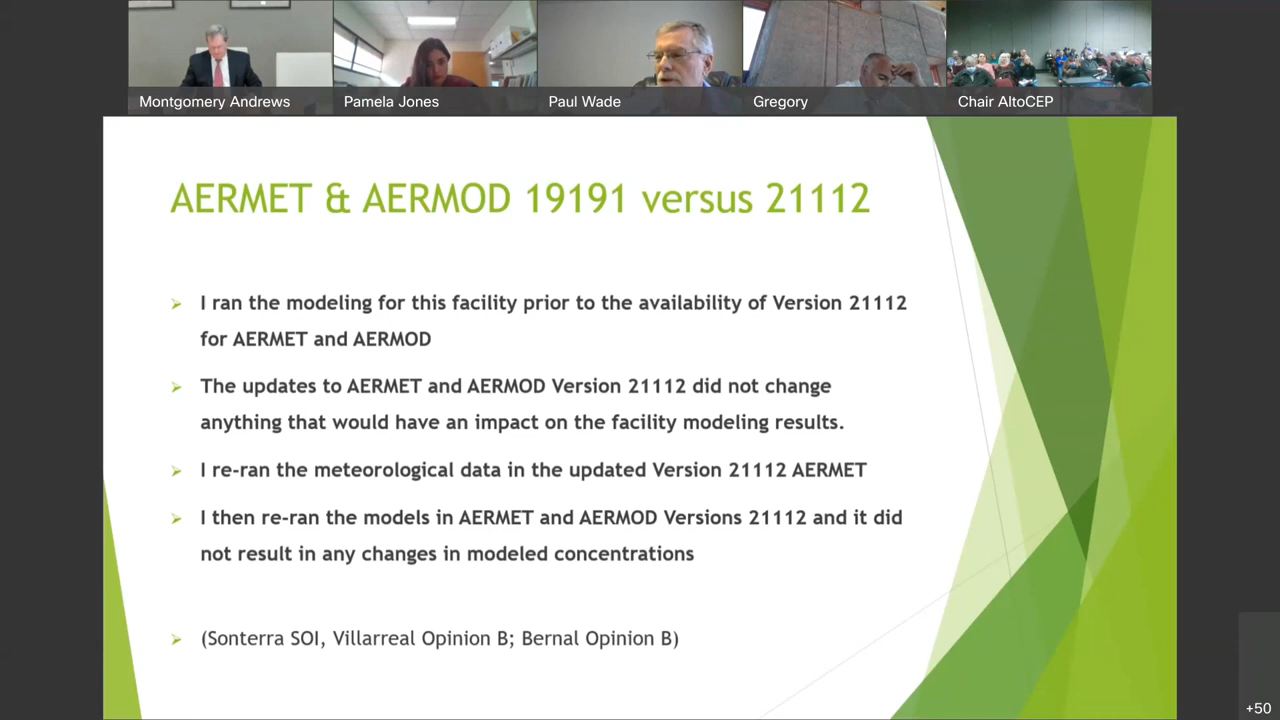 Montgomery Andrews
Pamela Jones
Paul Wade
Gregory
Chair AltoCEP
AERMET & AERMOD 19191 versus 21112
I ran the modeling for this facility prior to the availability of Version 21112
for AERMET and AERMOD
The updates to AERMET and AERMOD Version 21112 did not change
anything that would have an impact on the facility modeling results.
I re-ran the meteorological data in the updated Version 21112 AERMET
I then re-ran the models in AERMET and AERMOD Versions 21112 and it did
not result in any changes in modeled concentrations
(Sonterra SOI, Villarreal Opinion B; Bernal Opinion B)
+50